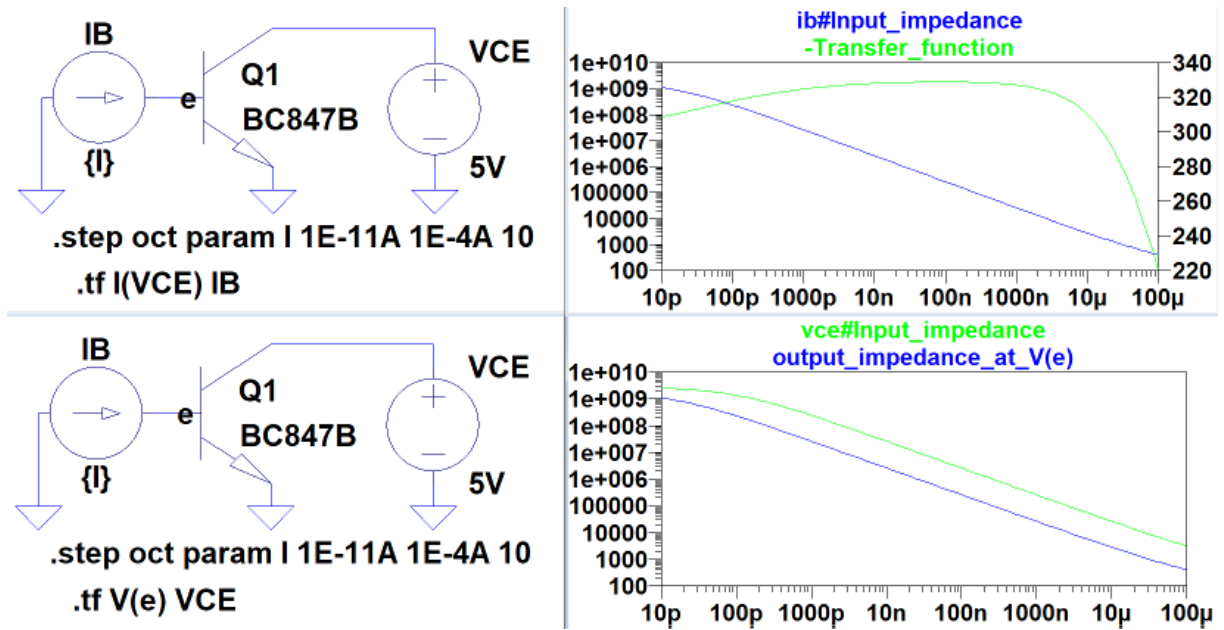 IB
VCE
e
Q1
BC847B
{I}
5V
.step oct param I 1E-11A 1E-4A 10
.tf I(VCE) IB
ib#Input_impedance
-Transfer_function
1e+010
1e+009
1e+008
1e+007
1e+006
100000
10000
1000
100
340
320
300
280
260
240
220
10p
100p
1000p
10n
100n
1000n
10µ
100µ
IB
VCE
e
Q1
BC847B
{I}
5V
.step oct param I 1E-11A 1E-4A 10
.tf V(e) VCE
vce#Input_impedance
output_impedance_at_V(e)
1e+010
1e+009
1e+008
1e+007
1e+006
100000
10000
1000
100
10p
100p
1000p
10n
100n
1000n
10µ
100µ